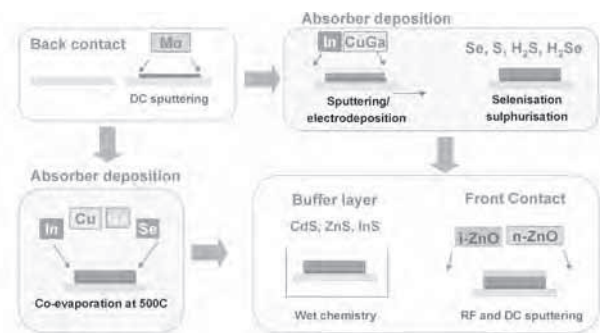 Absorber deposition
Back contact
Mo
DC sputtering
In CuGa
Se, S, H₂S, H₂Se
Sputtering/
electrodeposition
Selenisation
sulphurisation
Absorber deposition
In Cu Se
Co-evaporation at 500C
Buffer layer
CdS, ZnS, InS
Wet chemistry
Front Contact
i-ZnO n-ZnO
RF and DC sputtering